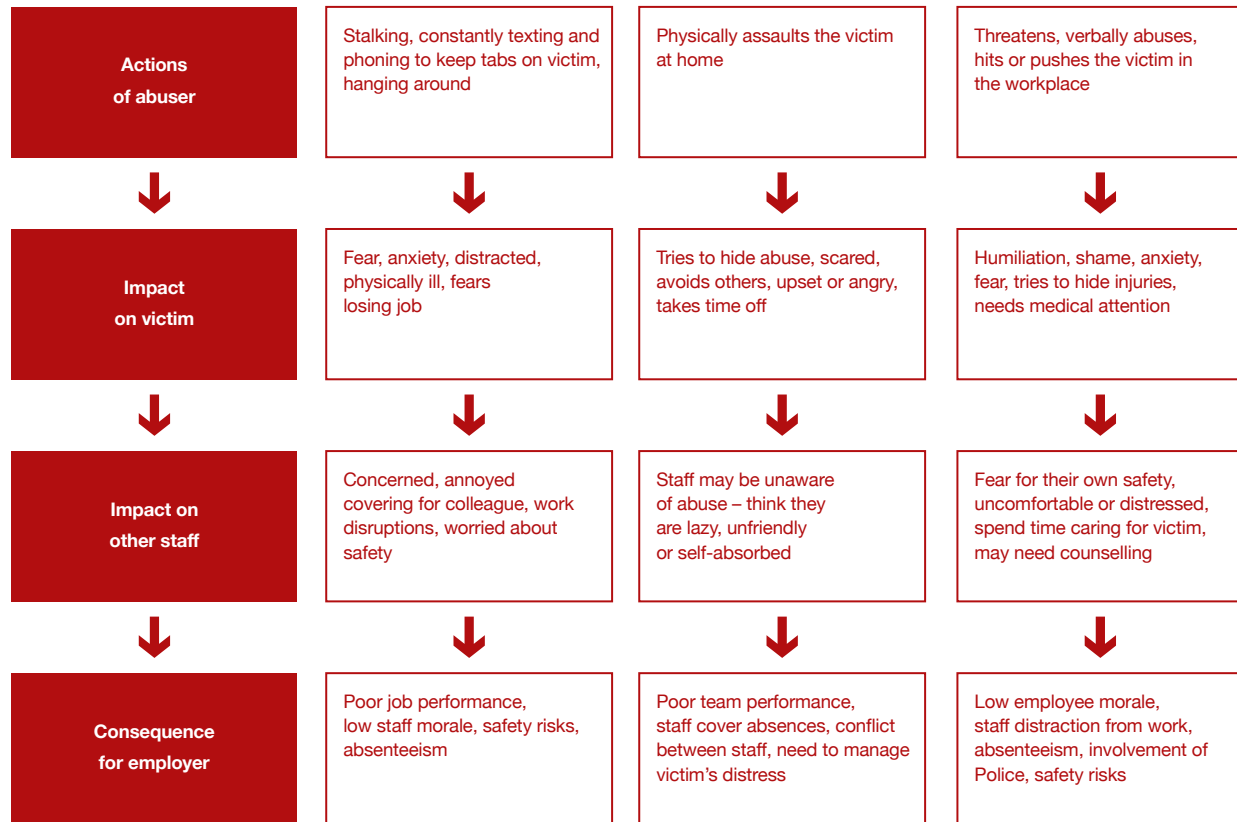 Actions
of abuser
Stalking, constantly texting and
phoning to keep tabs on victim,
hanging around
Physically assaults the victim
at home
Threatens, verbally abuses,
hits or pushes the victim in
the workplace
Impact
on victim
Fear, anxiety, distracted,
physically ill, fears
losing job
Tries to hide abuse, scared,
avoids others, upset or angry,
takes time off
Humiliation, shame, anxiety,
fear, tries to hide injuries,
needs medical attention
Impact on
other staff
Concerned, annoyed
covering for colleague, work
disruptions, worried about
safety
Staff may be unaware
of abuse – think they
are lazy, unfriendly
or self-absorbed
Fear for their own safety,
uncomfortable or distressed,
spend time caring for victim,
may need counselling
Consequence
for employer
Poor job performance,
low staff morale, safety risks,
absenteeism
Poor team performance,
staff cover absences, conflict
between staff, need to manage
victim’s distress
Low employee morale,
staff distraction from work,
absenteeism, involvement of
Police, safety risks